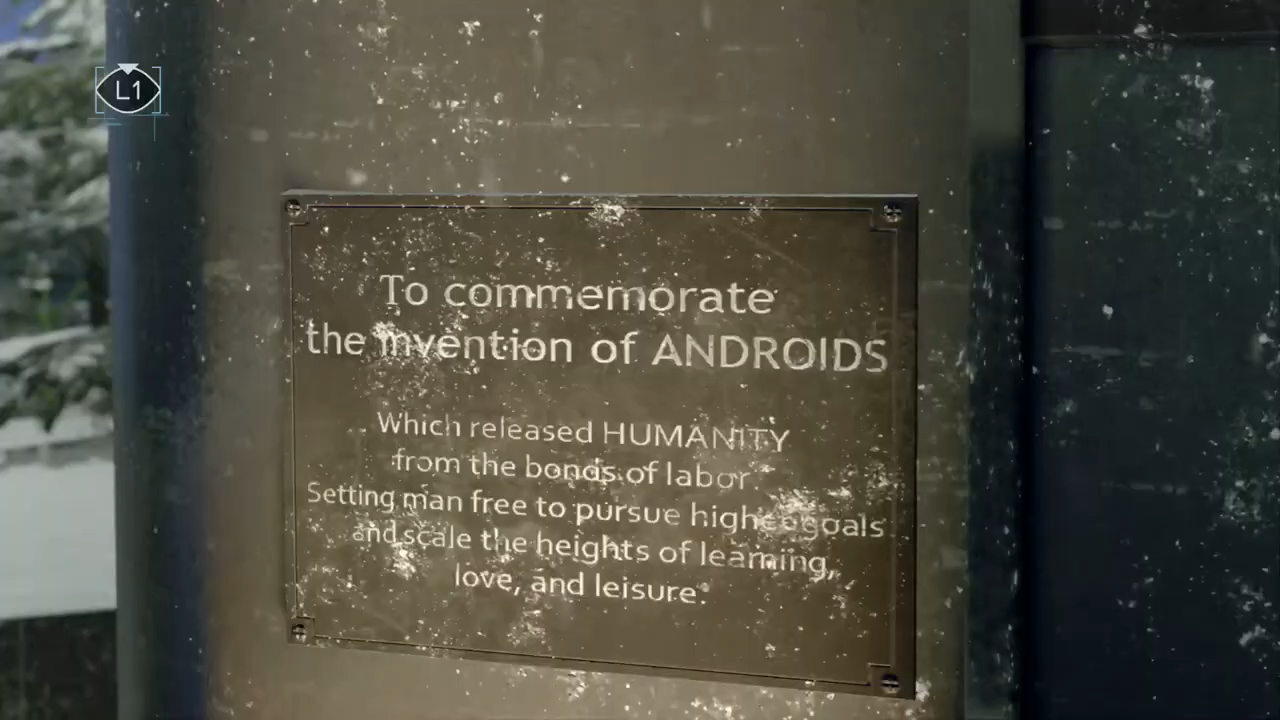 L1
To commemorate
the invention of ANDROIDS
Which released HUMANITY
from the bonds of labor
Setting man free to pursue higher goals
and scale the heights of learning,
love, and leisure.